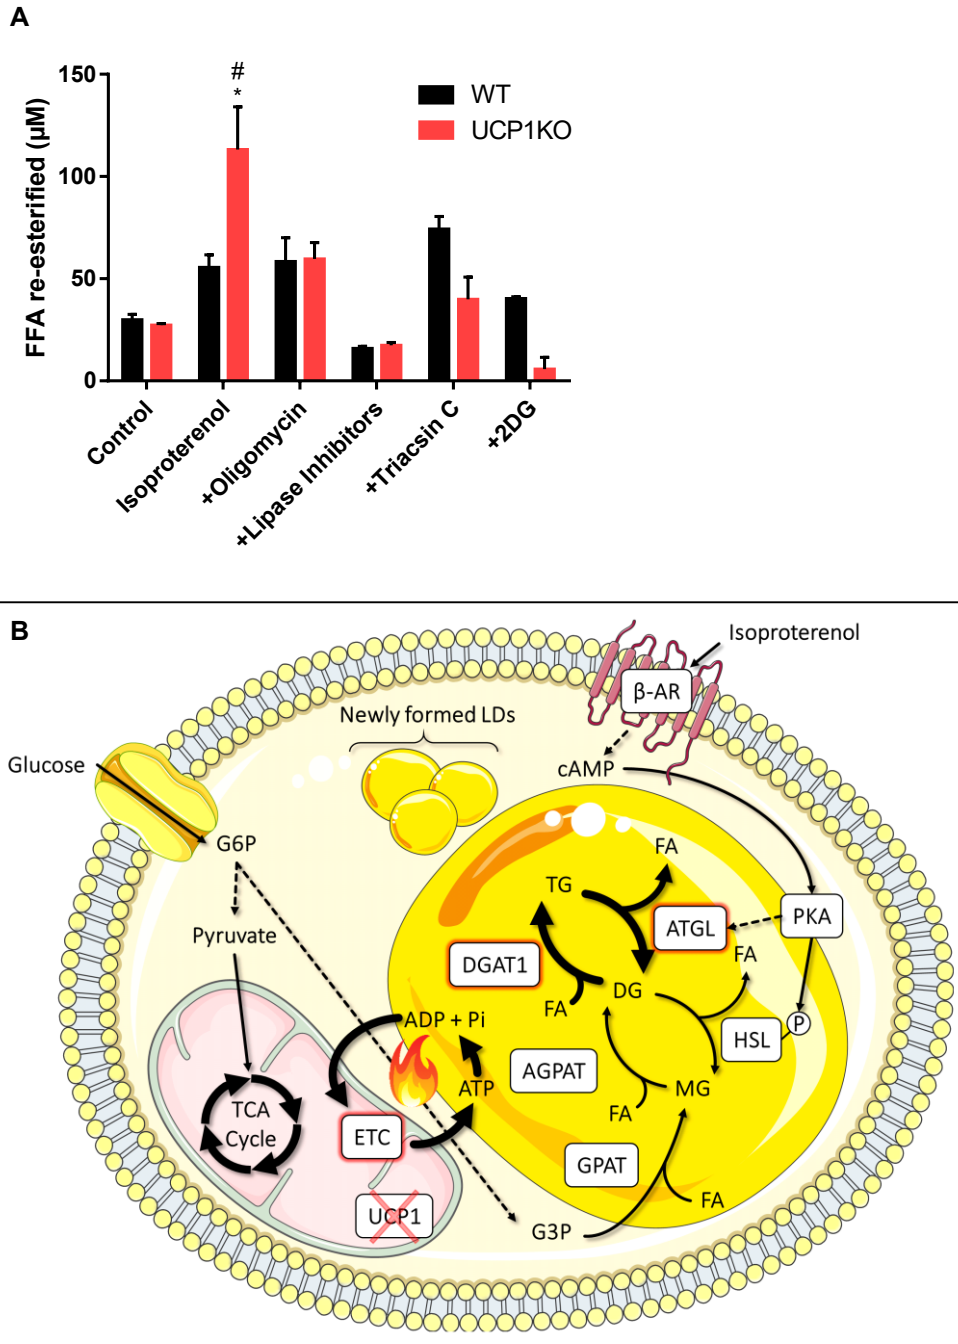 A
FFA re-esterified (µM)
150
100
50
0
#
*
WT
UCP1KO
Control
Isoproterenol
+Oligomycin
+Lipase Inhibitors
+Triacsin C
+2DG
B
Isoproterenol
β-AR
Newly formed LDs
cAMP
Glucose
G6P
FA
TG
PKA
ATGL
Pyruvate
FA
DGAT1
DG
FA
ADP + Pi
P
HSL
AGPAT
ATP
MG
TCA
Cycle
FA
ETC
GPAT
FA
UCP1
G3P